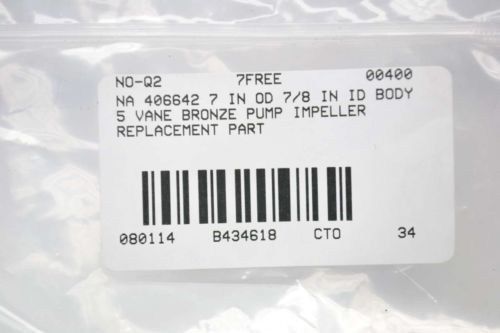 NO-Q2 7FREE 00400
NA 406642 7 IN OD 7/8 IN ID BODY
5 VANE BRONZE PUMP IMPELLER
REPLACEMENT PART
080114 B434618 CTO 34